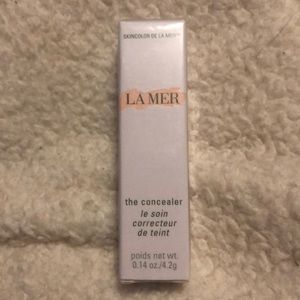 SKINCOLOR DE LA MER™
LA MER
the concealer
le soin
correcteur
de teint
poids net wt.
0.14 oz./4.2g